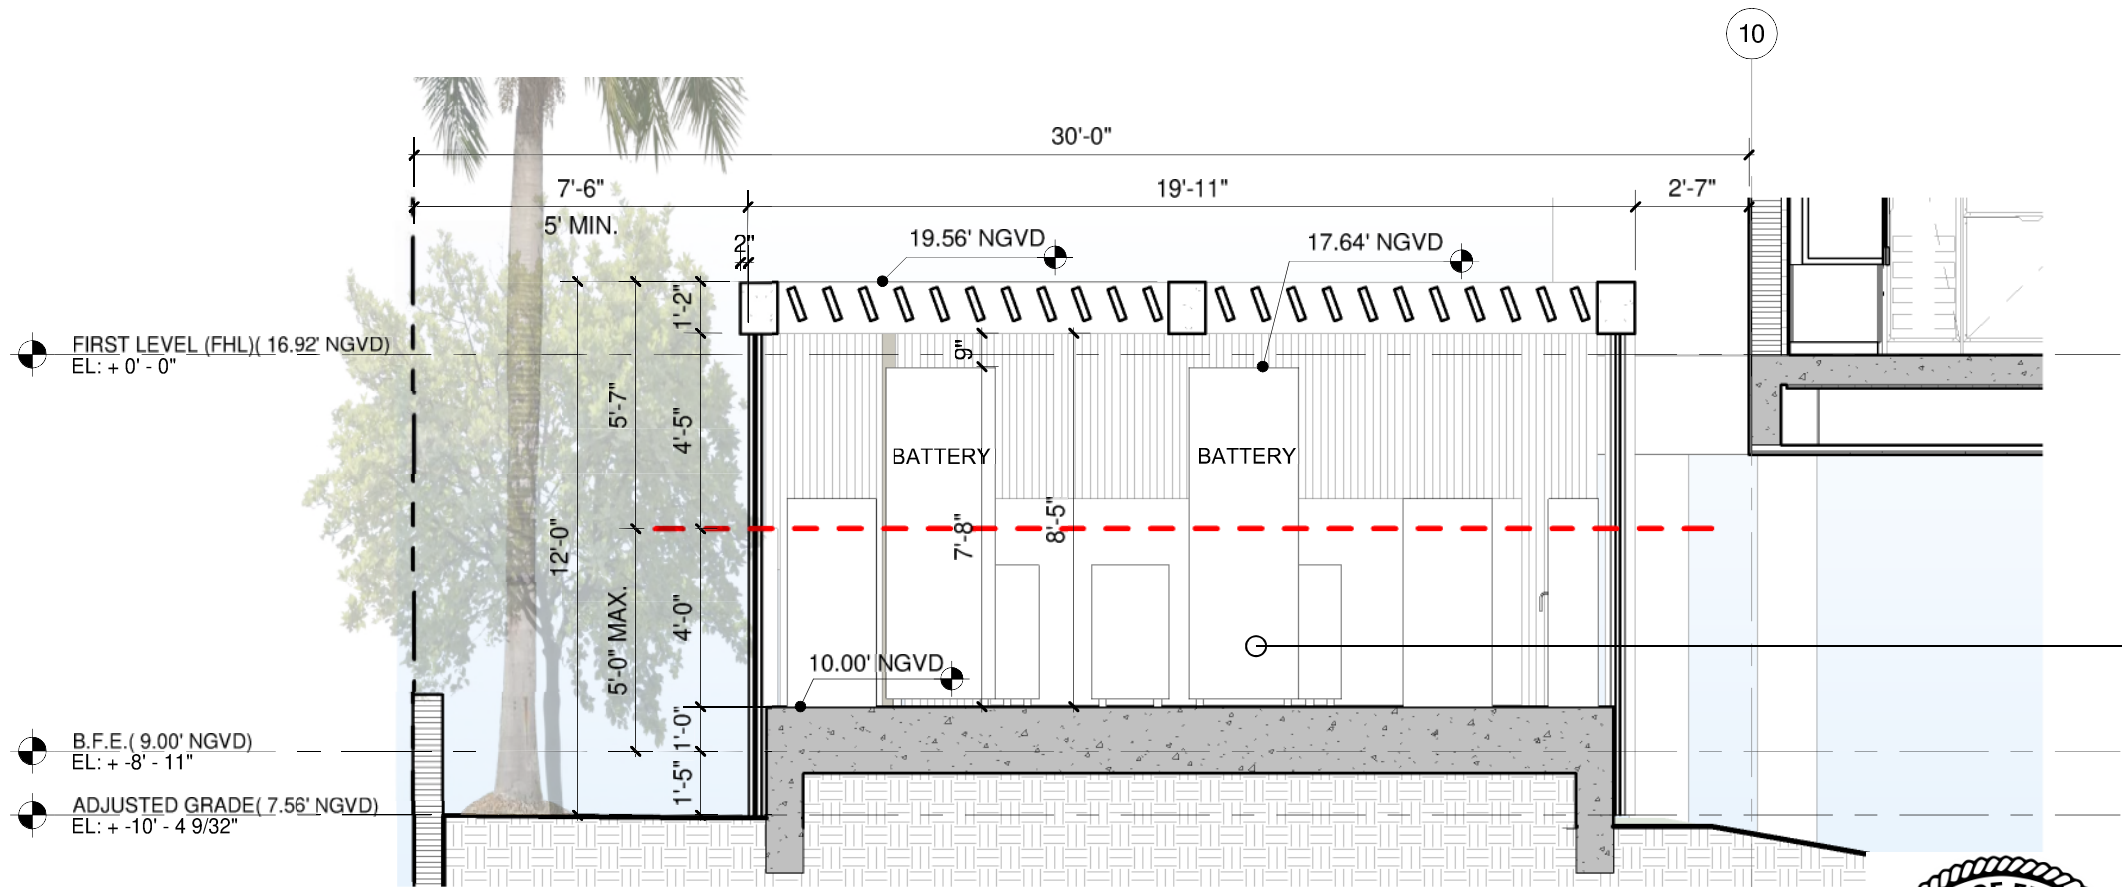 10
30'-0"
7'-6"
19'-11"
2'-7"
5' MIN.
2"
19.56' NGVD
17.64' NGVD
1'-2"
FIRST LEVEL (FHL)( 16.92' NGVD)
EL: + 0' - 0"
9"
5'-7"
4'-5"
BATTERY
BATTERY
12'-0"
7'-8"
8'-5"
5'-0" MAX.
4'-0"
10.00' NGVD
1'-0"
B.F.E.( 9.00' NGVD)
EL: + -8' - 11"
1'-5"
ADJUSTED GRADE( 7.56' NGVD)
EL: + -10' - 4 9/32"